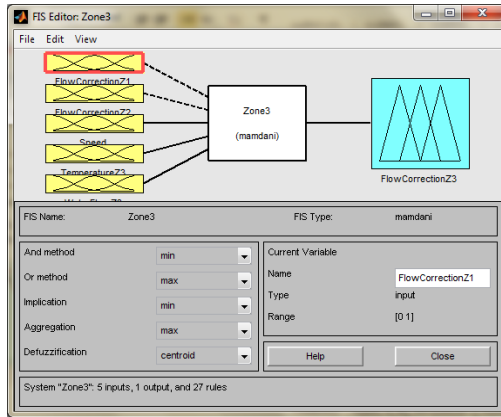 FIS Editor: Zone3
File Edit View
FlowCorrectionZ1
FlowCorrectionZ2
Speed
TemperatureZ3
Zone3
(mamdani)
FlowCorrectionZ3
FIS Name: Zone3 FIS Type: mamdani
And method min
Or method max
Implication min
Aggregation max
Defuzzification centroid
Current Variable
Name FlowCorrectionZ1
Type input
Range [0 1]
Help Close
System "Zone3": 5 inputs, 1 output, and 27 rules